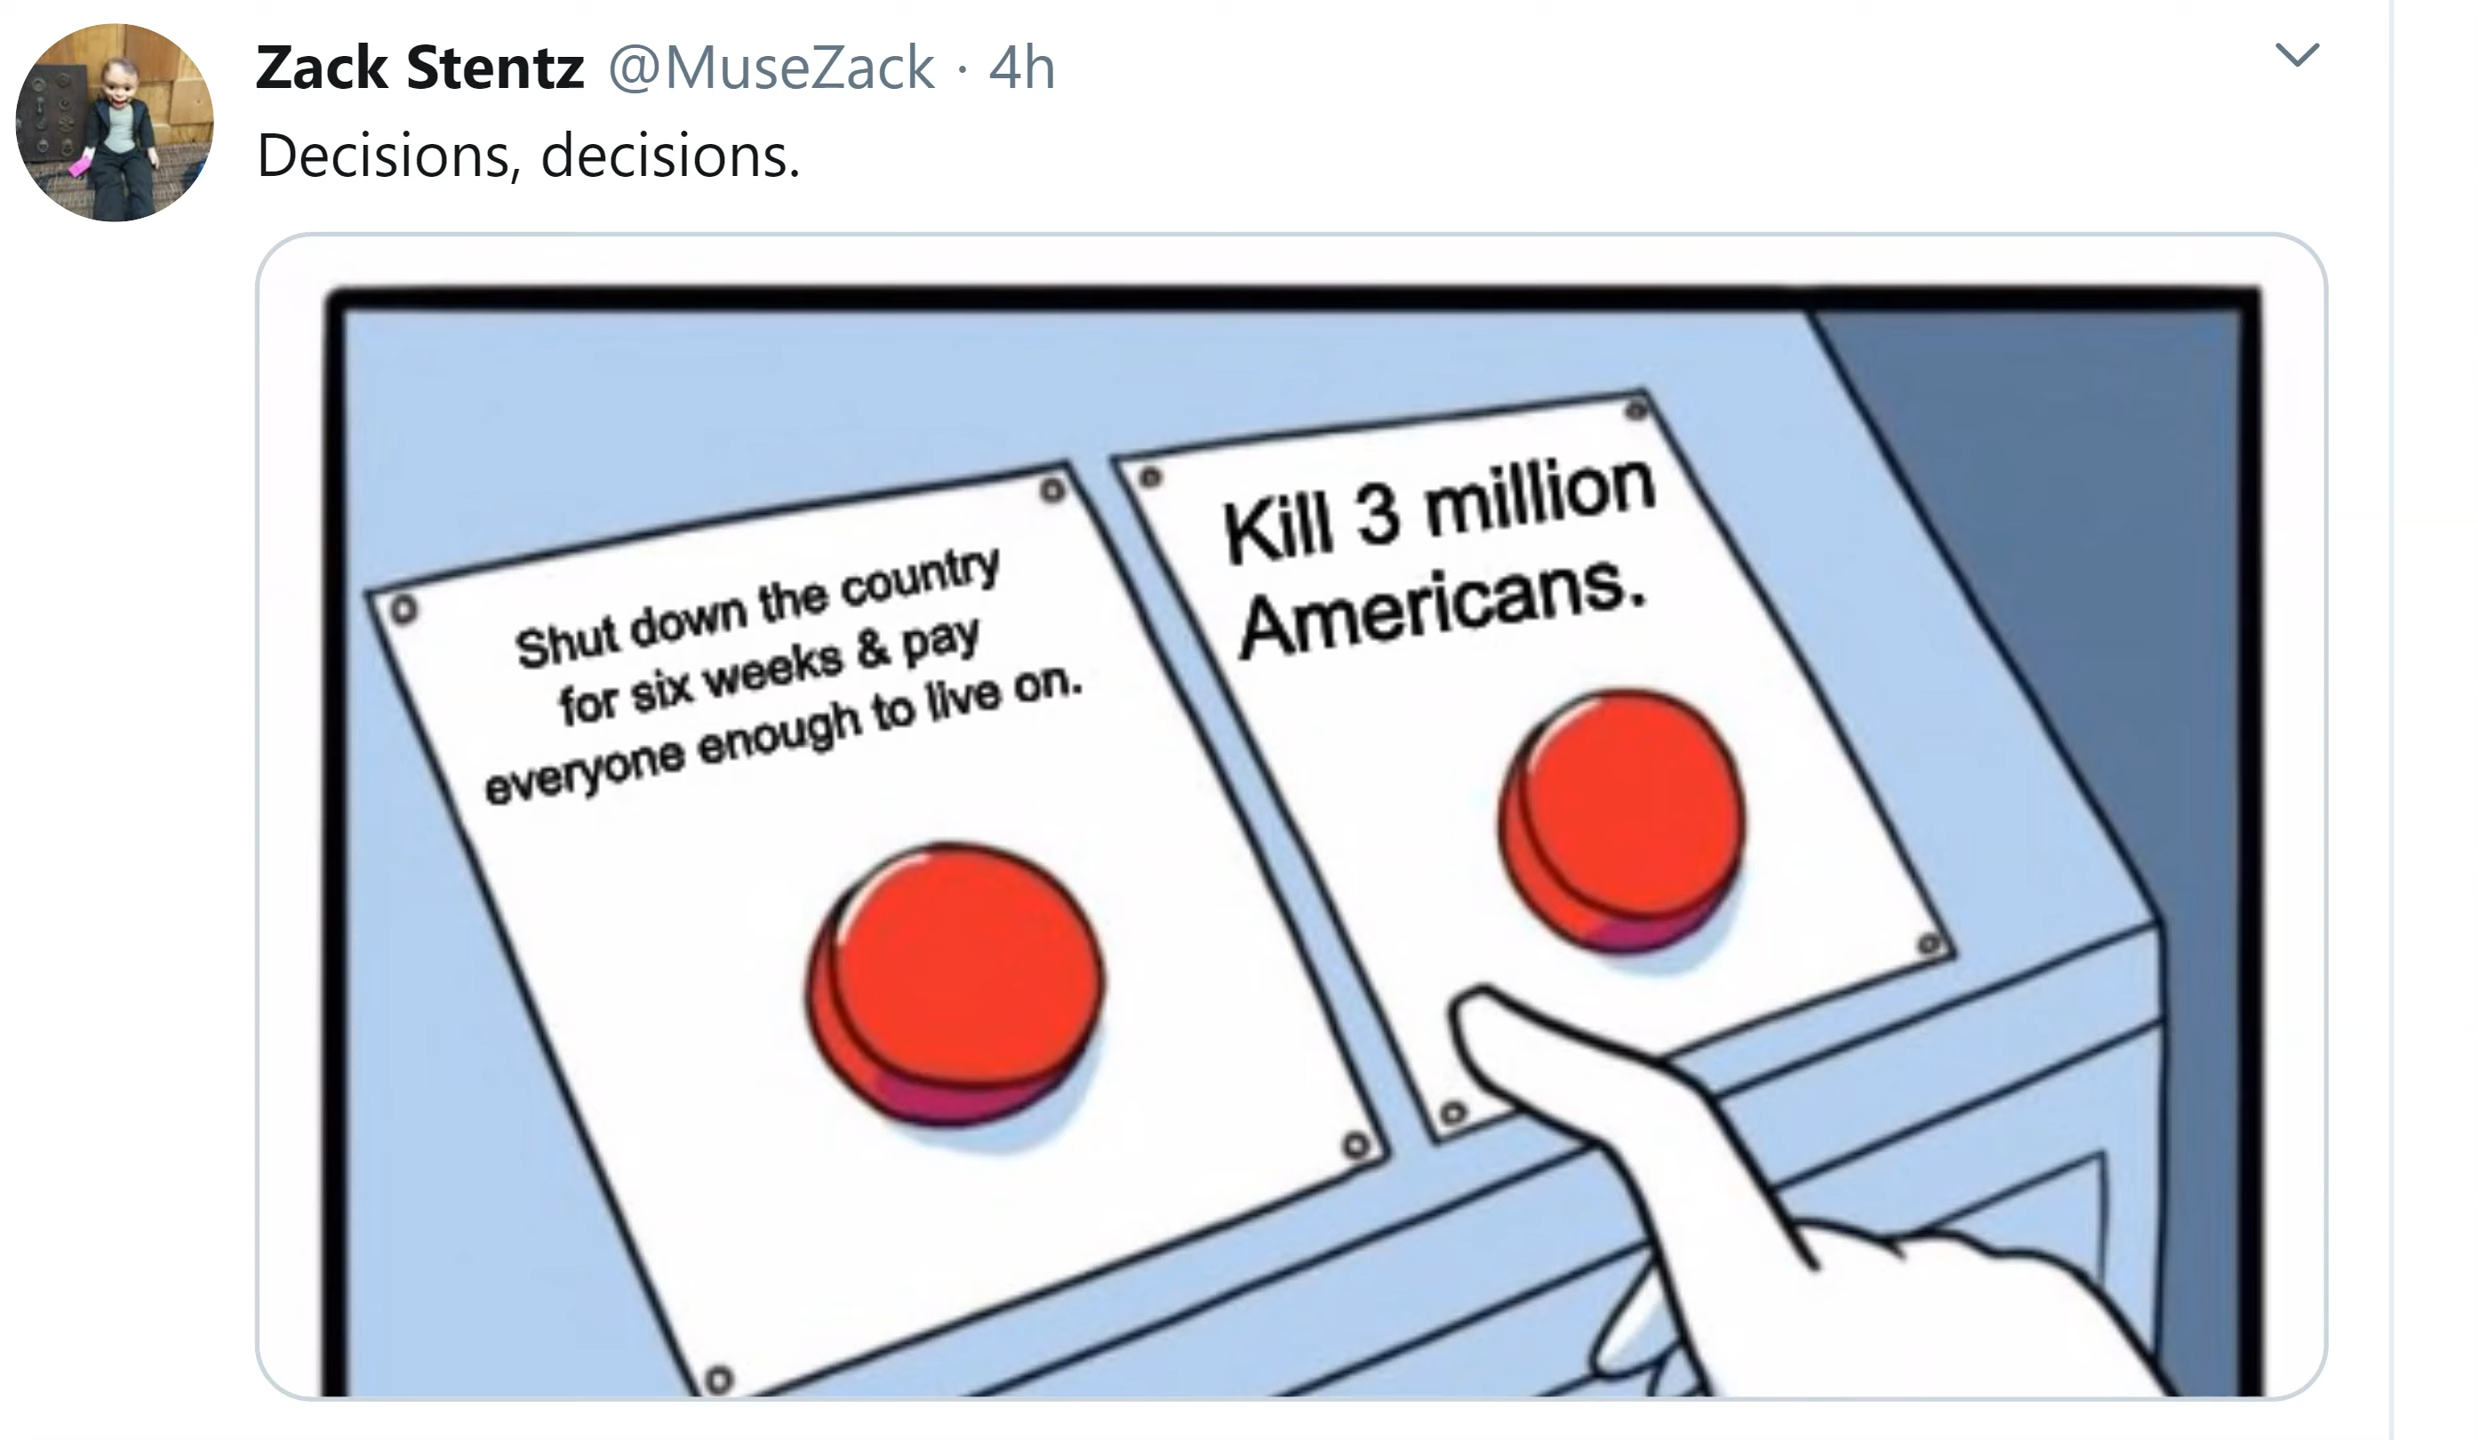 Zack Stentz @MuseZack · 4h
Decisions, decisions.
Shut down the country
for six weeks & pay
everyone enough to live on.
Kill 3 million
Americans.